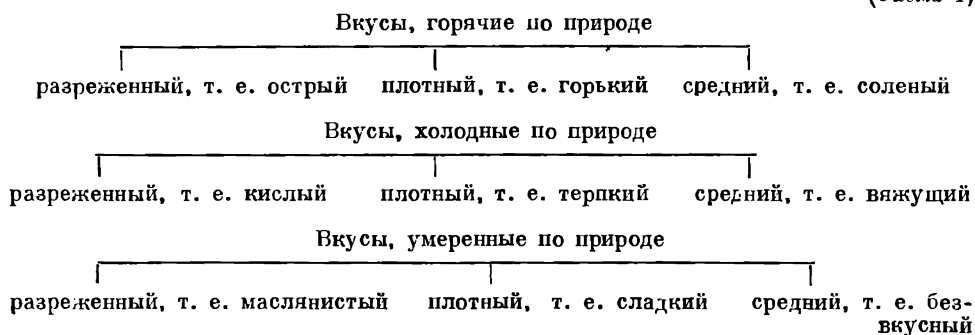 Вкусы, горячие по природе
разреженный, т. е. острый плотный, т. е. горький средний, т. е. соленый
Вкусы, холодные по природе
разреженный, т. е. кислый плотный, т. е. терпкий средний, т. е. вяжущий
Вкусы, умеренные по природе
разреженный, т. е. маслянистый плотный, т. е. сладкий средний, т. е. без-
вкусный